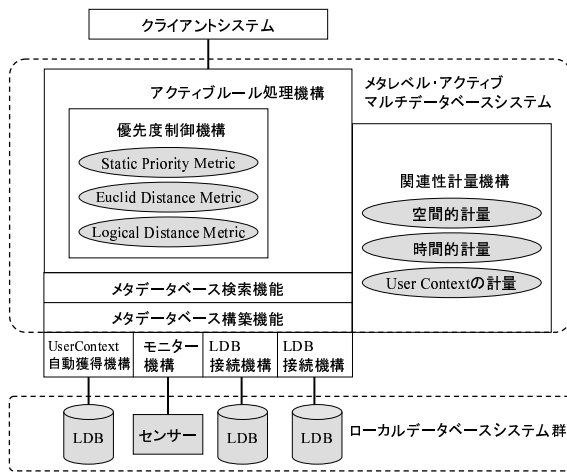 クライアントシステム
アクティブルール処理機構
メタレベル・アクティブ
マルチデータベースシステム
優先度制御機構
Static Priority Metric
Euclid Distance Metric
Logical Distance Metric
関連性計量機構
空間的計量
時間的計量
User Contextの計量
メタデータベース検索機能
メタデータベース構築機能
UserContext
自動獲得機構
モニター
機構
LDB
接続機構
LDB
接続機構
LDB
センサー
LDB
LDB
ローカルデータベースシステム群